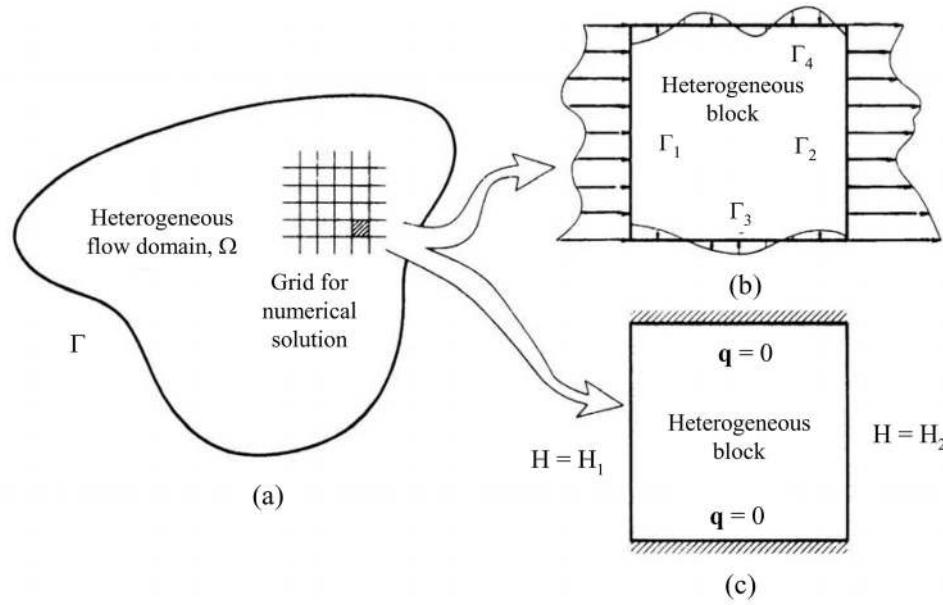 Heterogeneous
flow domain, Ω
Grid for
numerical
solution
Γ
(a)
Γ₄
Heterogeneous
block
Γ₁
Γ₂
Γ₃
(b)
q = 0
Heterogeneous
block
H = H₁
H = H₂
q = 0
(c)